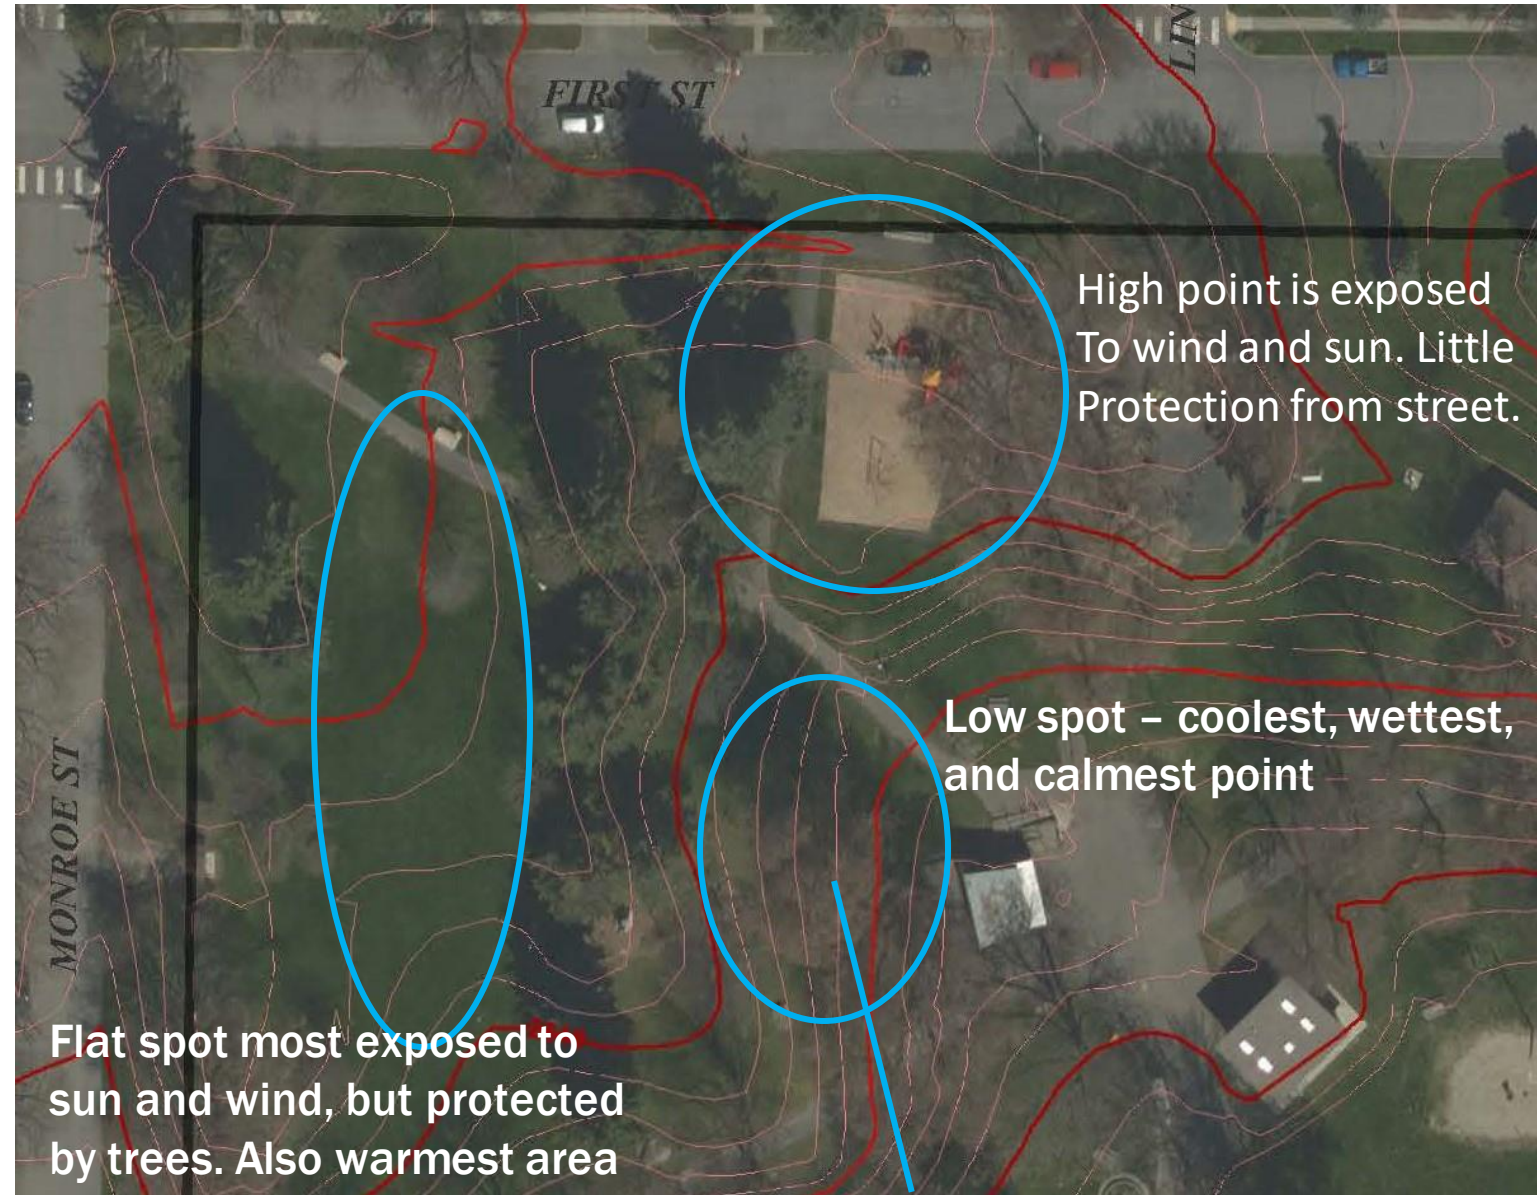 FIRST ST
LIN
High point is exposed
To wind and sun. Little
Protection from street.
Low spot – coolest, wettest,
and calmest point
MONROE ST
Flat spot most exposed to
sun and wind, but protected
by trees. Also warmest area